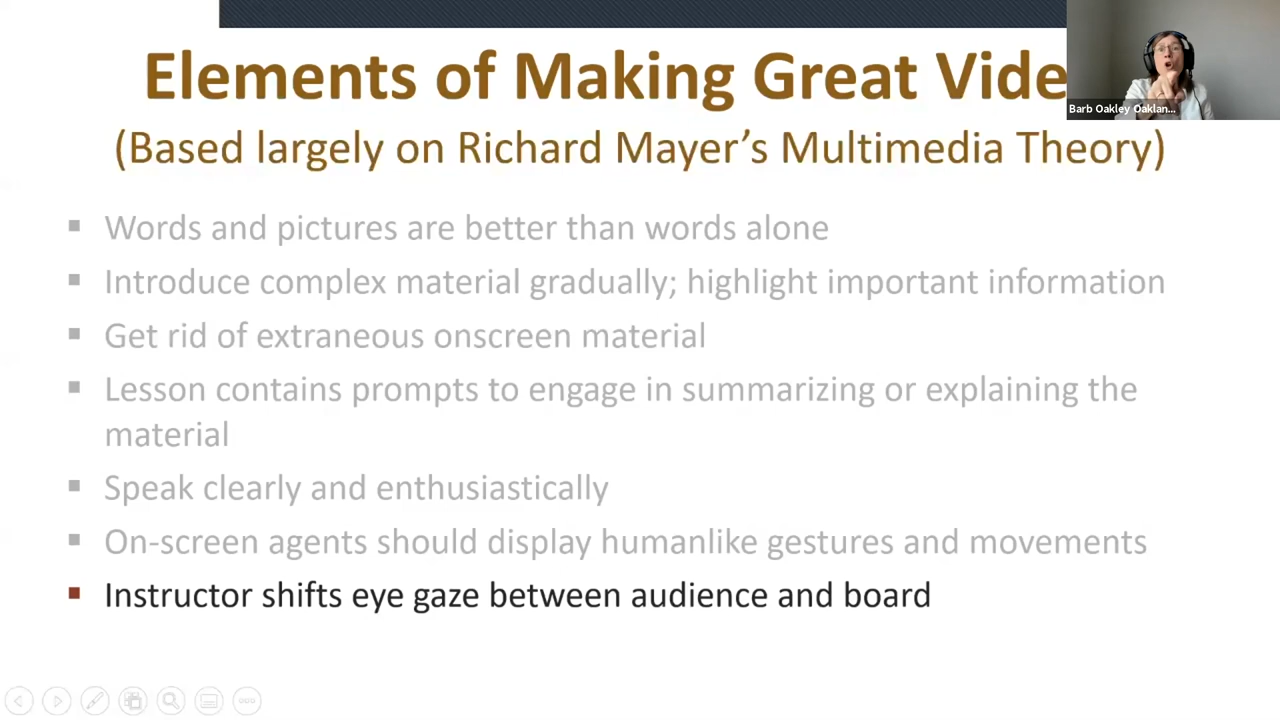 Elements of Making Great Vide
(Based largely on Richard Mayer's Multimedia Theory)
Barb Oakley Oaklan...
▪ Words and pictures are better than words alone
▪ Introduce complex material gradually; highlight important information
▪ Get rid of extraneous onscreen material
▪ Lesson contains prompts to engage in summarizing or explaining the
material
▪ Speak clearly and enthusiastically
▪ On-screen agents should display humanlike gestures and movements
▪ Instructor shifts eye gaze between audience and board